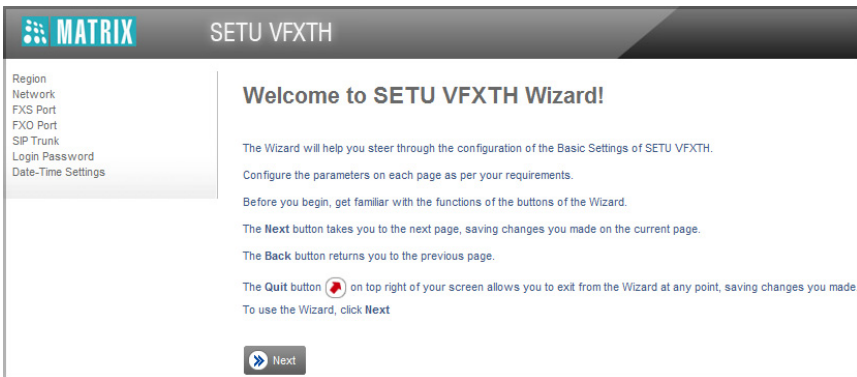 MATRIX
SETU VFXTH
Region
Network
FXS Port
FXO Port
SIP Trunk
Login Password
Date-Time Settings
Welcome to SETU VFXTH Wizard!
The Wizard will help you steer through the configuration of the Basic Settings of SETU VFXTH.
Configure the parameters on each page as per your requirements.
Before you begin, get familiar with the functions of the buttons of the Wizard.
The Next button takes you to the next page, saving changes you made on the current page.
The Back button returns you to the previous page.
The Quit button on top right of your screen allows you to exit from the Wizard at any point, saving changes you made
To use the Wizard, click Next
Next